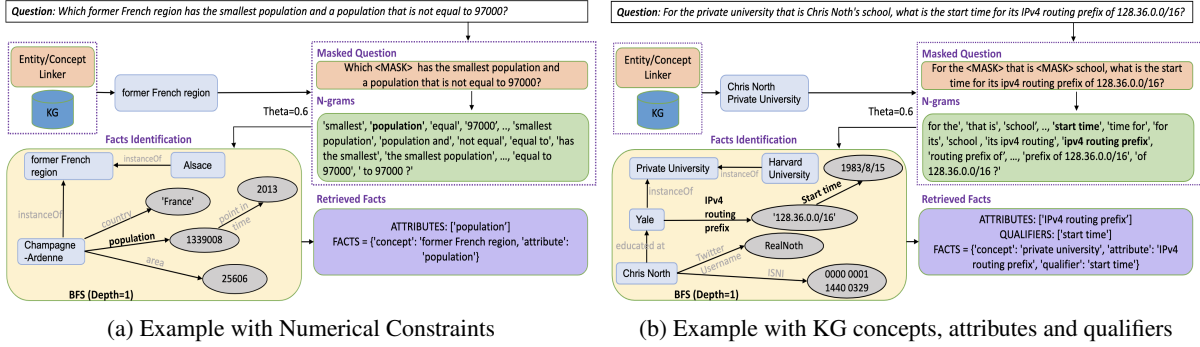 Question: Which former French region has the smallest population and a population that is not equal to 97000?
Entity/Concept
Linker
KG
former French region
Theta=0.6
Masked Question
Which <MASK> has the smallest population and
a population that is not equal to 97000?
N-grams
'smallest', 'population', 'equal', '97000', .., 'smallest
population', 'population and', 'not equal', 'equal to', 'has
the smallest', 'the smallest population', ..., 'equal to
97000', ' to 97000 ?'
Facts Identification
former French
region
instanceOf
Alsace
instanceOf
country
'France'
2013
point in
time
population
1339008
Champagne
-Ardenne
area
25606
BFS (Depth=1)
Retrieved Facts
ATTRIBUTES: ['population']
FACTS = {'concept': 'former French region, 'attribute':
'population'}
(a) Example with Numerical Constraints
Question: For the private university that is Chris Noth's school, what is the start time for its IPv4 routing prefix of 128.36.0.0/16?
Entity/Concept
Linker
KG
Chris North
Private University
Theta=0.6
Masked Question
For the <MASK> that is <MASK> school, what is the start
time for its ipv4 routing prefix of 128.36.0.0/16?
N-grams
for the', 'that is', 'school', .., 'start time', 'time for', 'for
its', 'school , 'its ipv4 routing', 'ipv4 routing prefix',
'routing prefix of', ..., 'prefix of 128.36.0.0/16', 'of
128.36.0.0/16 ?'
Facts Identification
Private University
instanceOf
Harvard
University
1983/8/15
instanceOf
Start time
Yale
IPv4
routing
prefix
'128.36.0.0/16'
educated at
Twitter
Username
RealNoth
Chris North
ISNI
0000 0001
1440 0329
BFS (Depth=1)
Retrieved Facts
ATTRIBUTES: ['IPv4 routing prefix']
QUALIFIERS: ['start time']
FACTS = {'concept': 'private university', 'attribute': 'IPv4
routing prefix', 'qualifier': 'start time'}
(b) Example with KG concepts, attributes and qualifiers